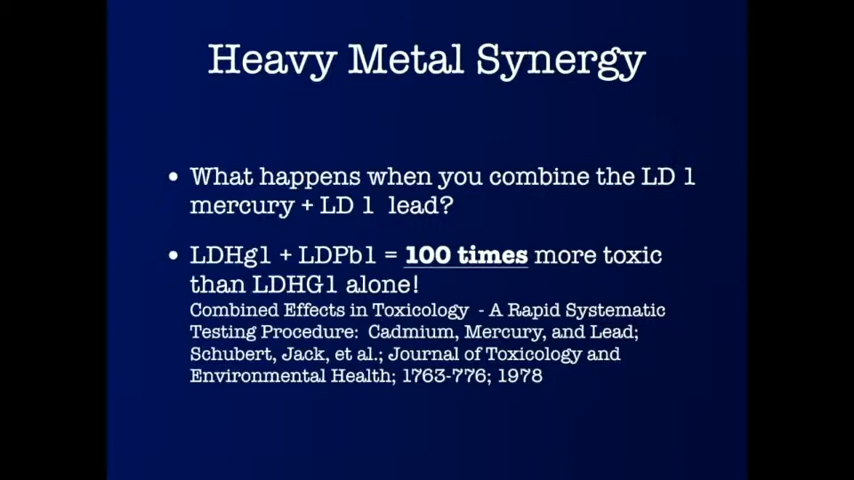 Heavy Metal Synergy
• What happens when you combine the LD 1
mercury + LD 1 lead?
• LDHg1 + LDPb1 = 100 times more toxic
than LDHG1 alone!
Combined Effects in Toxicology - A Rapid Systematic
Testing Procedure: Cadmium, Mercury, and Lead;
Schubert, Jack, et al.; Journal of Toxicology and
Environmental Health; 1763-776; 1978